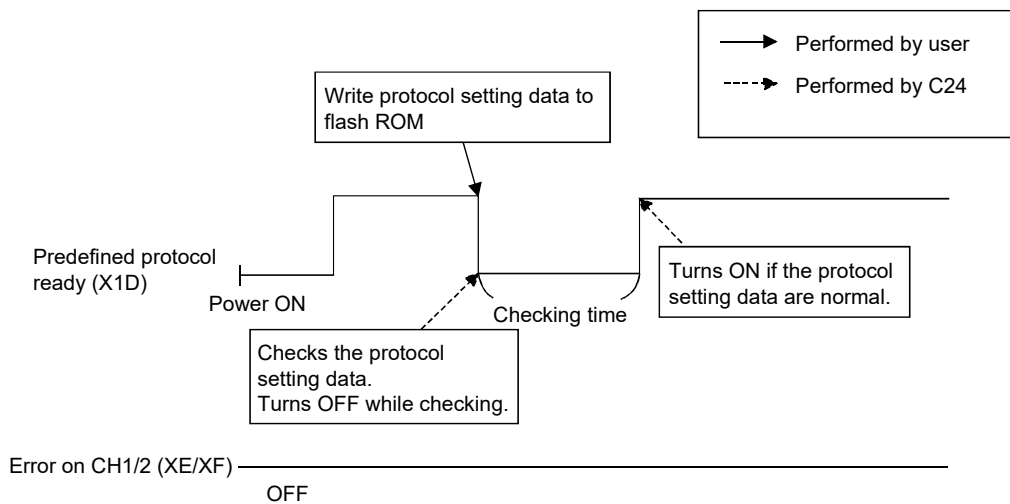 Performed by user
Performed by C24
Write protocol setting data to
flash ROM
Predefined protocol
ready (X1D)
Power ON
Checking time
Turns ON if the protocol
setting data are normal.
Checks the protocol
setting data.
Turns OFF while checking.
Error on CH1/2 (XE/XF)
OFF